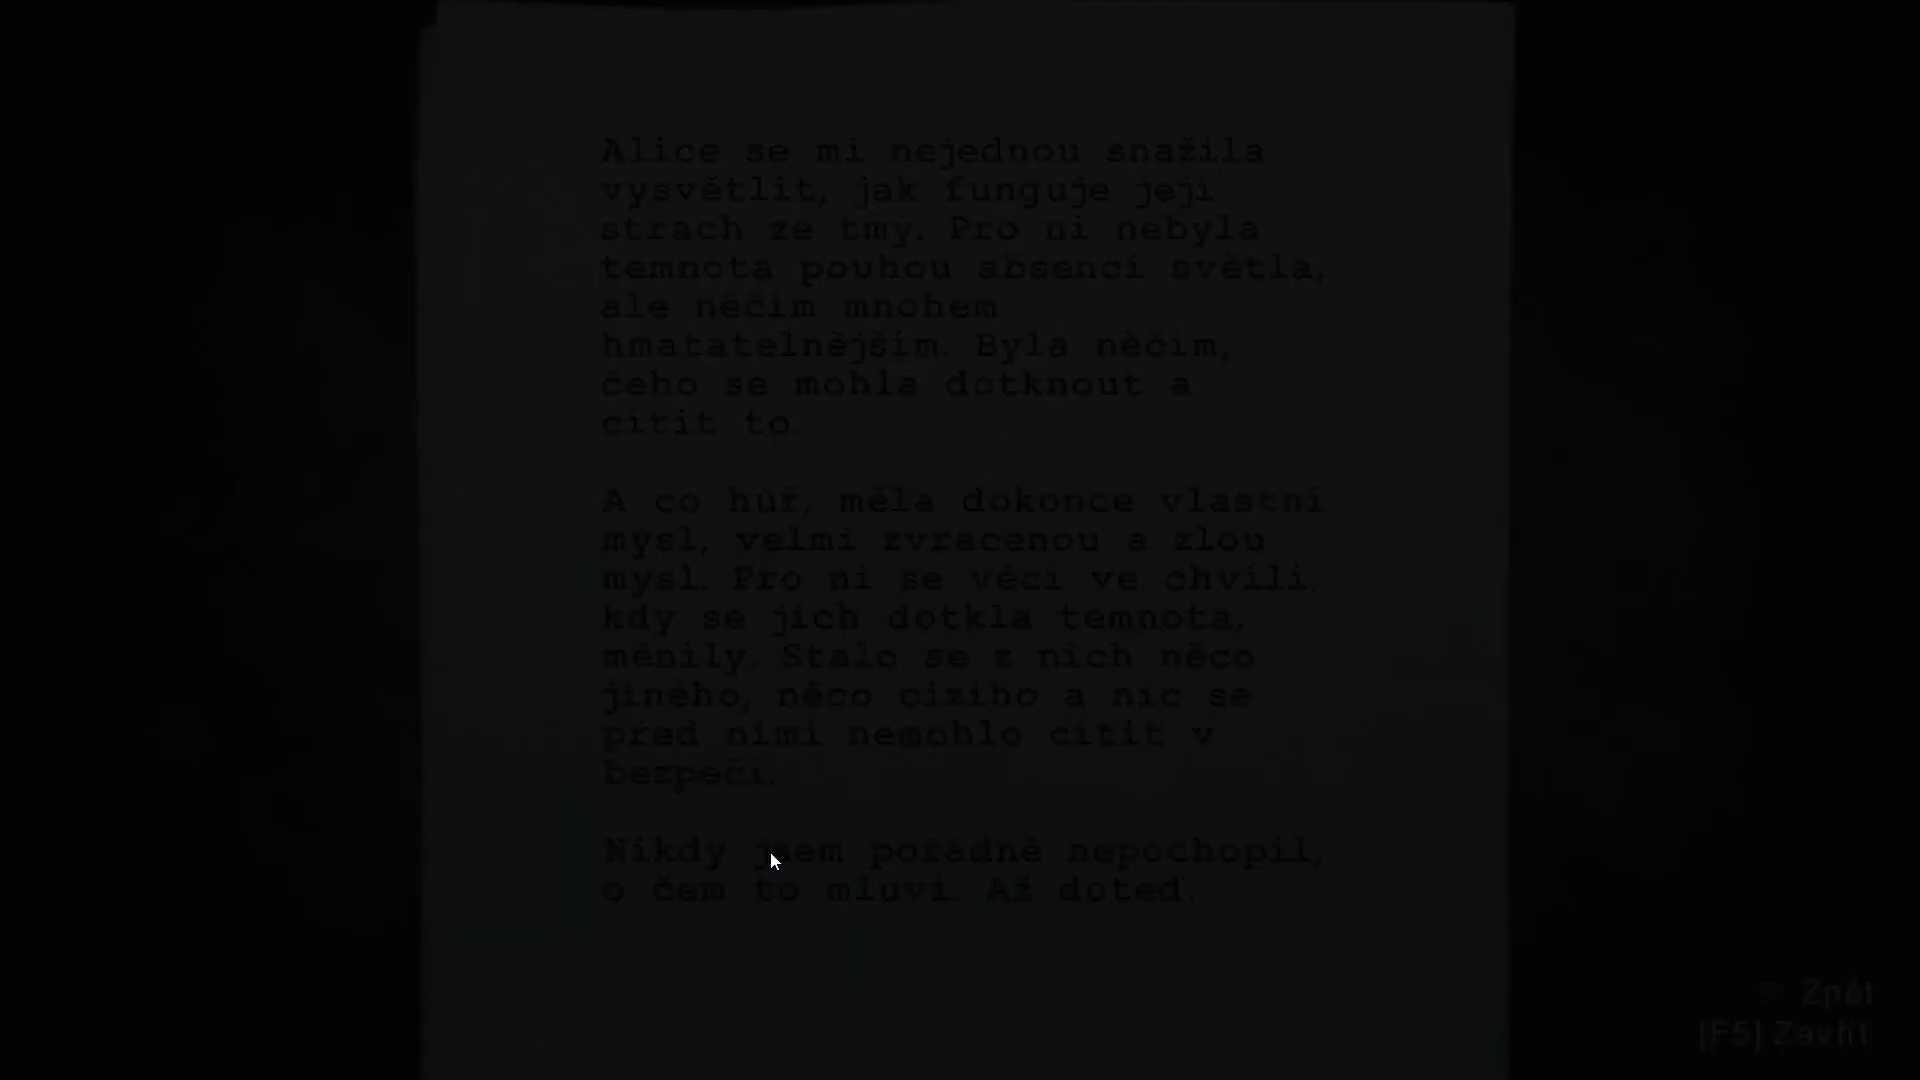 Alice se mi nejednou snažila
vysvětlit, jak funguje její
strach ze tmy. Pro ni nebyla
temnota pouhou absencí světla,
ale něčím mnohem
hmatatelnějším. Byla něčím,
čeho se mohla dotknout a
cítit to.
A co hůř, měla dokonce vlastní
mysl, velmi zvrácenou a zlou
mysl. Pro ni se věci ve chvíli,
kdy se jich dotkla temnota,
měnily. Stalo se z nich něco
jiného, něco cizího a nic se
před nimi nemohlo cítit v
bezpečí.
Nikdy jsem pořádně nepochopil,
o čem to mluví. Až doteď.
Zpět
[F5] Zavřít